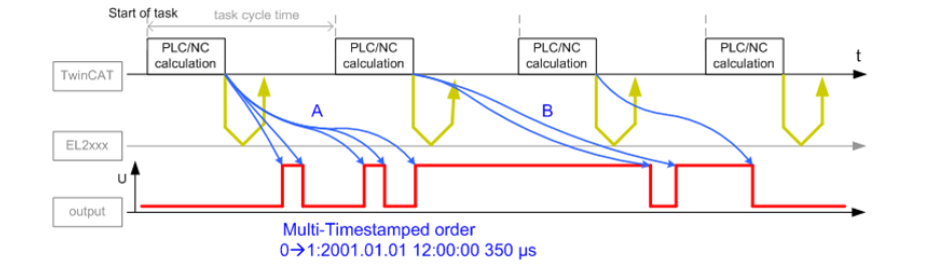 Start of task
task cycle time
PLC/NC
calculation
PLC/NC
calculation
PLC/NC
calculation
PLC/NC
calculation
t
TwinCAT
A
B
EL2xxx
U
output
Multi-Timestamped order
0→1:2001.01.01 12:00:00 350 µs